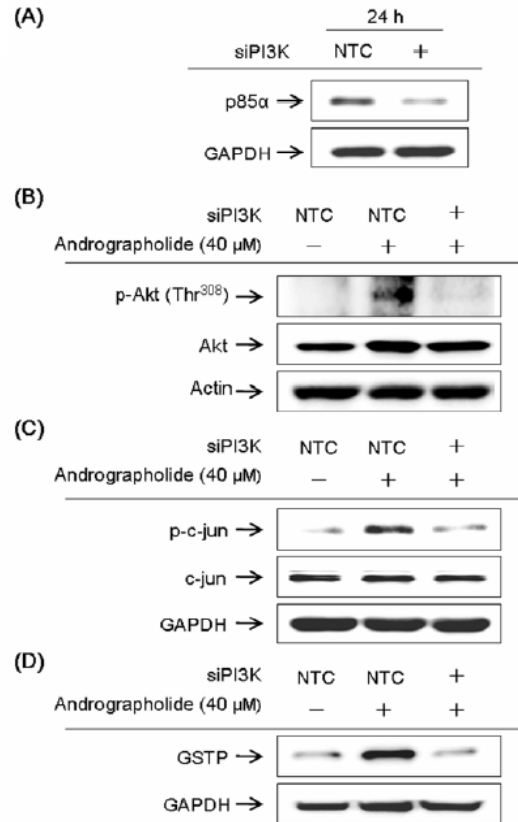 (A)
24 h
siPI3K NTC +
p85α →
GAPDH →
(B)
siPI3K NTC NTC +
Andrographolide (40 µM) − + +
p-Akt (Thr³⁰⁸) →
Akt →
Actin →
(C)
siPI3K NTC NTC +
Andrographolide (40 µM) − + +
p-c-jun →
c-jun →
GAPDH →
(D)
siPI3K NTC NTC +
Andrographolide (40 µM) − + +
GSTP →
GAPDH →